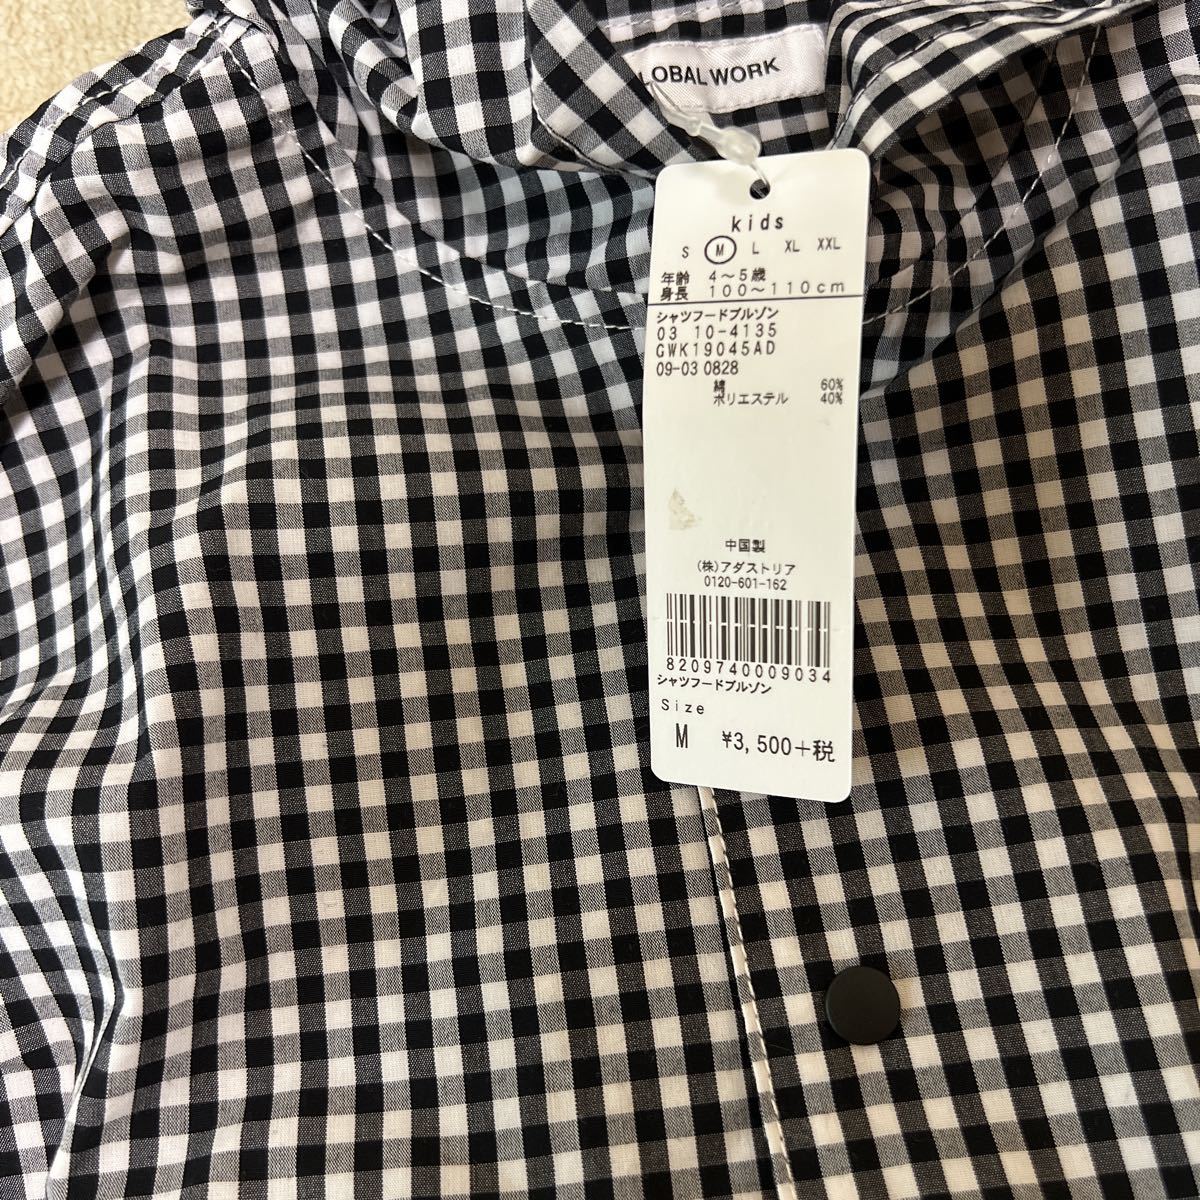 LOBAL WORK
kids
S M L XL XXL
年齢 4～5歳
身長 100～110cm
シャツフードブルゾン
03 10-4135
GWK19045AD
09-03 0828
綿 60%
ポリエステル 40%
中国製
(株)アダストリア
0120-601-162
8209740009034
シャツフードブルゾン
Size
M ¥3,500+税